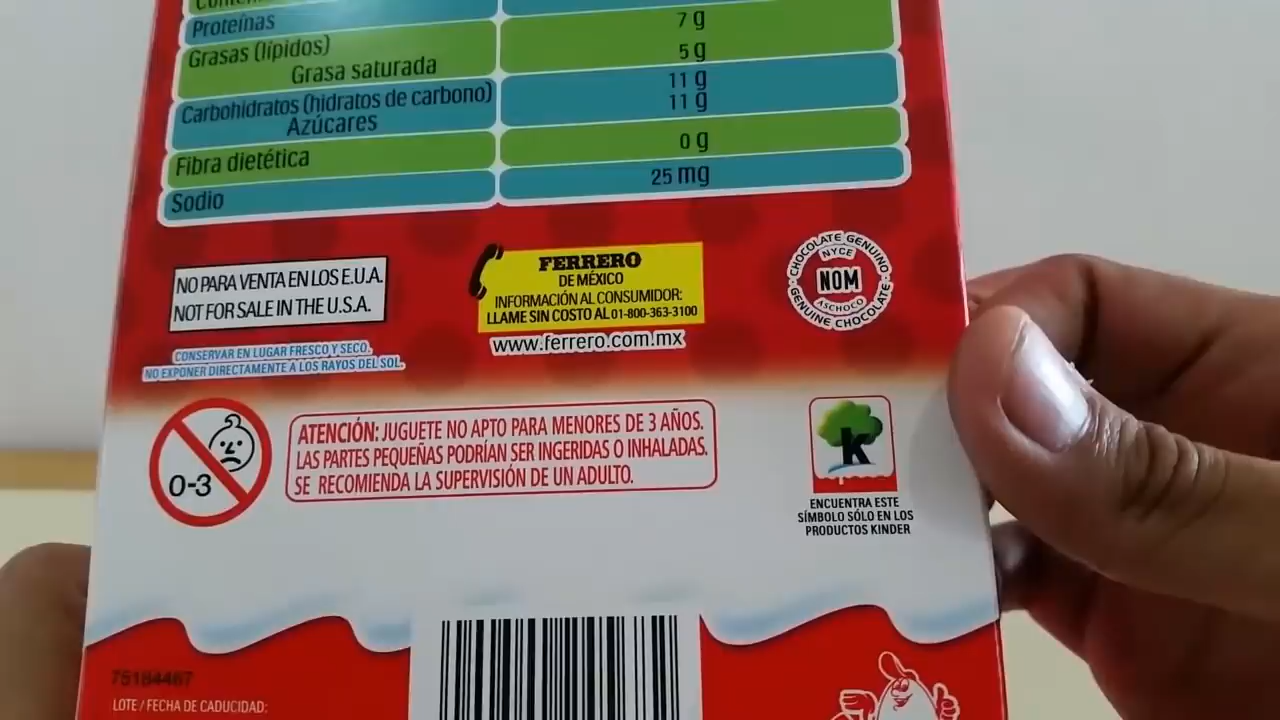 Proteínas
7 g
Grasas (lípidos)
5 g
Grasa saturada
Carbohidratos (hidratos de carbono)
11 g
Azúcares
11 g
Fibra dietética
0 g
Sodio
25 mg
NO PARA VENTA EN LOS E.U.A.
NOT FOR SALE IN THE U.S.A.
CONSERVAR EN LUGAR FRESCO Y SECO.
NO EXPONER DIRECTAMENTE A LOS RAYOS DEL SOL.
FERRERO
DE MÉXICO
INFORMACIÓN AL CONSUMIDOR:
LLAME SIN COSTO AL 01-800-363-3100
www.ferrero.com.mx
CHOCOLATE GENUINO
NYCE
NOM
ASCHOCO
GENUINE CHOCOLATE
0-3
ATENCIÓN: JUGUETE NO APTO PARA MENORES DE 3 AÑOS.
LAS PARTES PEQUEÑAS PODRÍAN SER INGERIDAS O INHALADAS.
SE RECOMIENDA LA SUPERVISIÓN DE UN ADULTO.
k
ENCUENTRA ESTE
SÍMBOLO SÓLO EN LOS
PRODUCTOS KINDER
75184467
LOTE / FECHA DE CADUCIDAD: